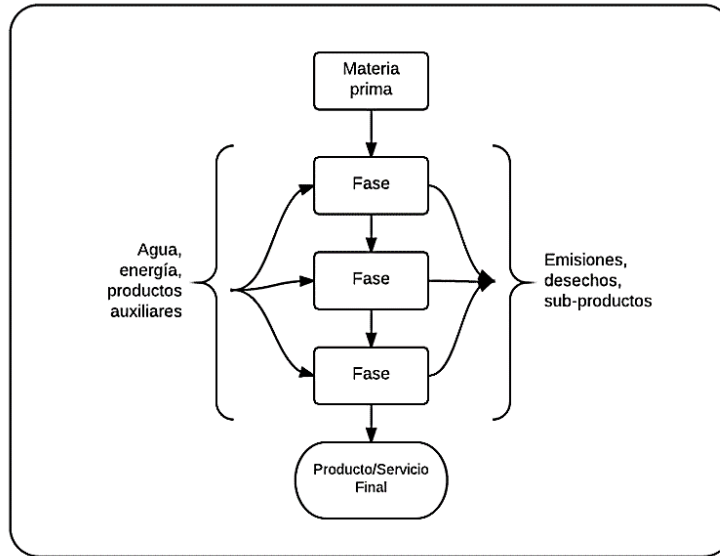 Materia
prima
Fase
Agua,
energía,
productos
auxiliares
Fase
Emisiones,
desechos,
sub-productos
Fase
Producto/Servicio
Final